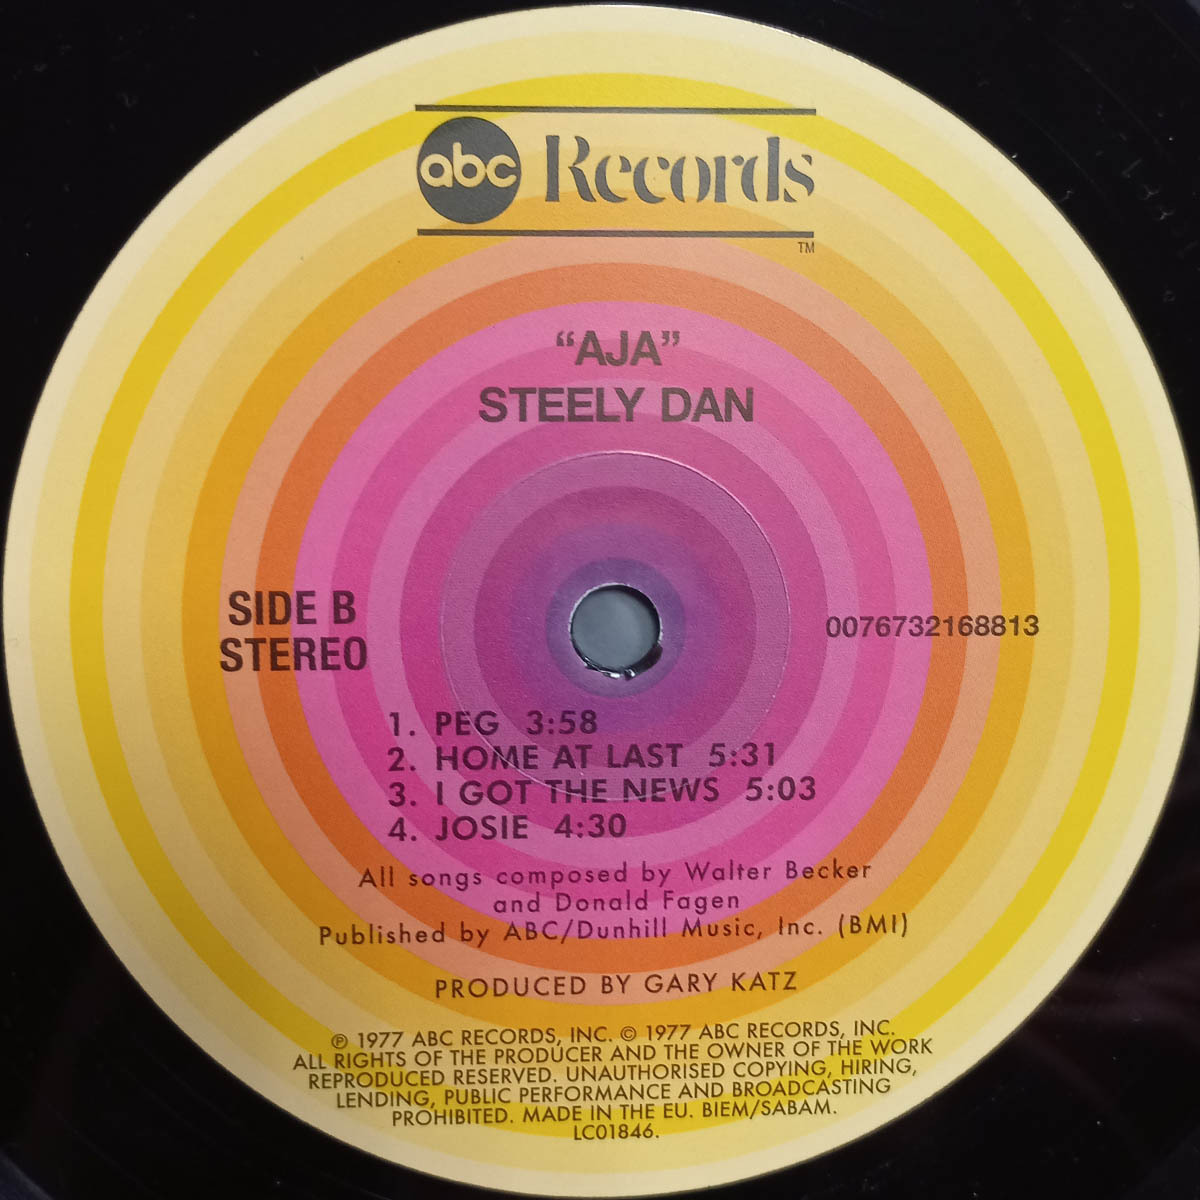 abc Records
TM
“AJA”
STEELY DAN
SIDE B
STEREO
0076732168813
1. PEG 3:58
2. HOME AT LAST 5:31
3. I GOT THE NEWS 5:03
4. JOSIE 4:30
All songs composed by Walter Becker
and Donald Fagen
Published by ABC/Dunhill Music, Inc. (BMI)
PRODUCED BY GARY KATZ
℗ 1977 ABC RECORDS, INC. © 1977 ABC RECORDS, INC.
ALL RIGHTS OF THE PRODUCER AND THE OWNER OF THE WORK
REPRODUCED RESERVED. UNAUTHORISED COPYING, HIRING,
LENDING, PUBLIC PERFORMANCE AND BROADCASTING
PROHIBITED. MADE IN THE EU. BIEM/SABAM.
LC01846.